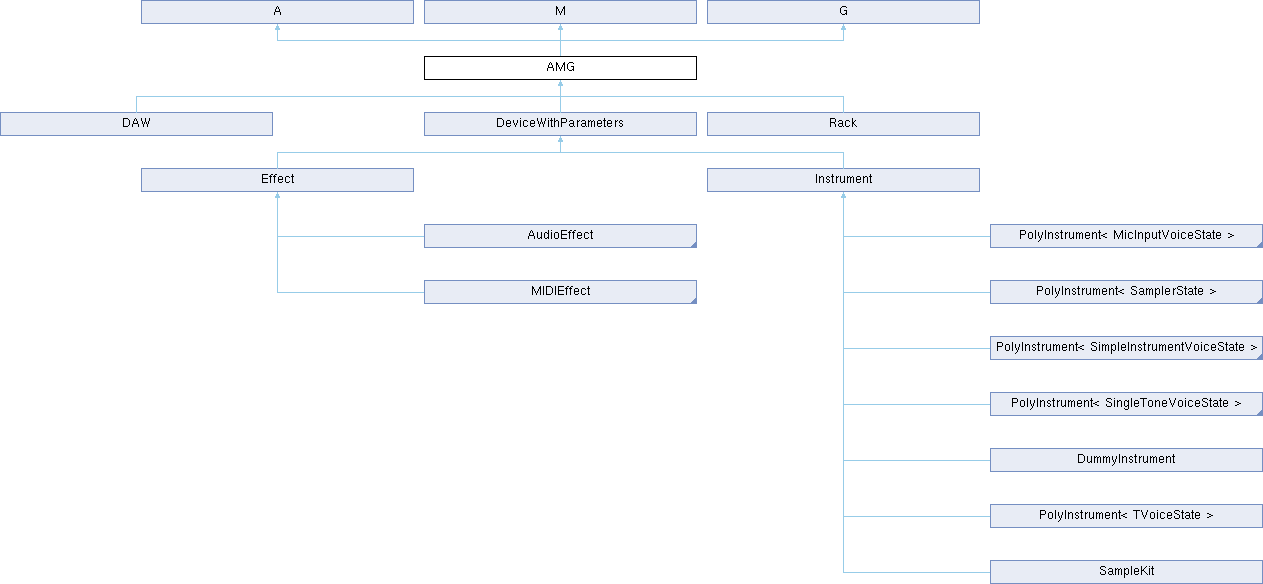 A
M
G
AMG
DAW
DeviceWithParameters
Rack
Effect
Instrument
AudioEffect
PolyInstrument< MicInputVoiceState >
MIDIEffect
PolyInstrument< SamplerState >
PolyInstrument< SimpleInstrumentVoiceState >
PolyInstrument< SingleToneVoiceState >
DummyInstrument
PolyInstrument< TVoiceState >
SampleKit